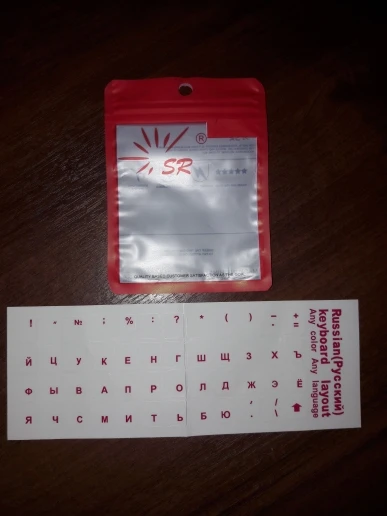 SR
®
! " № ; % : ? * ( ) _ - + =
Й Ц У К Е Н Г Ш Щ З Х Ъ
Ф Ы В А П Р О Л Д Ж Э Ё
Я Ч С М И Т Ь Б Ю , . / \
Russian(Русский)
keyboard layout
Any color Any language